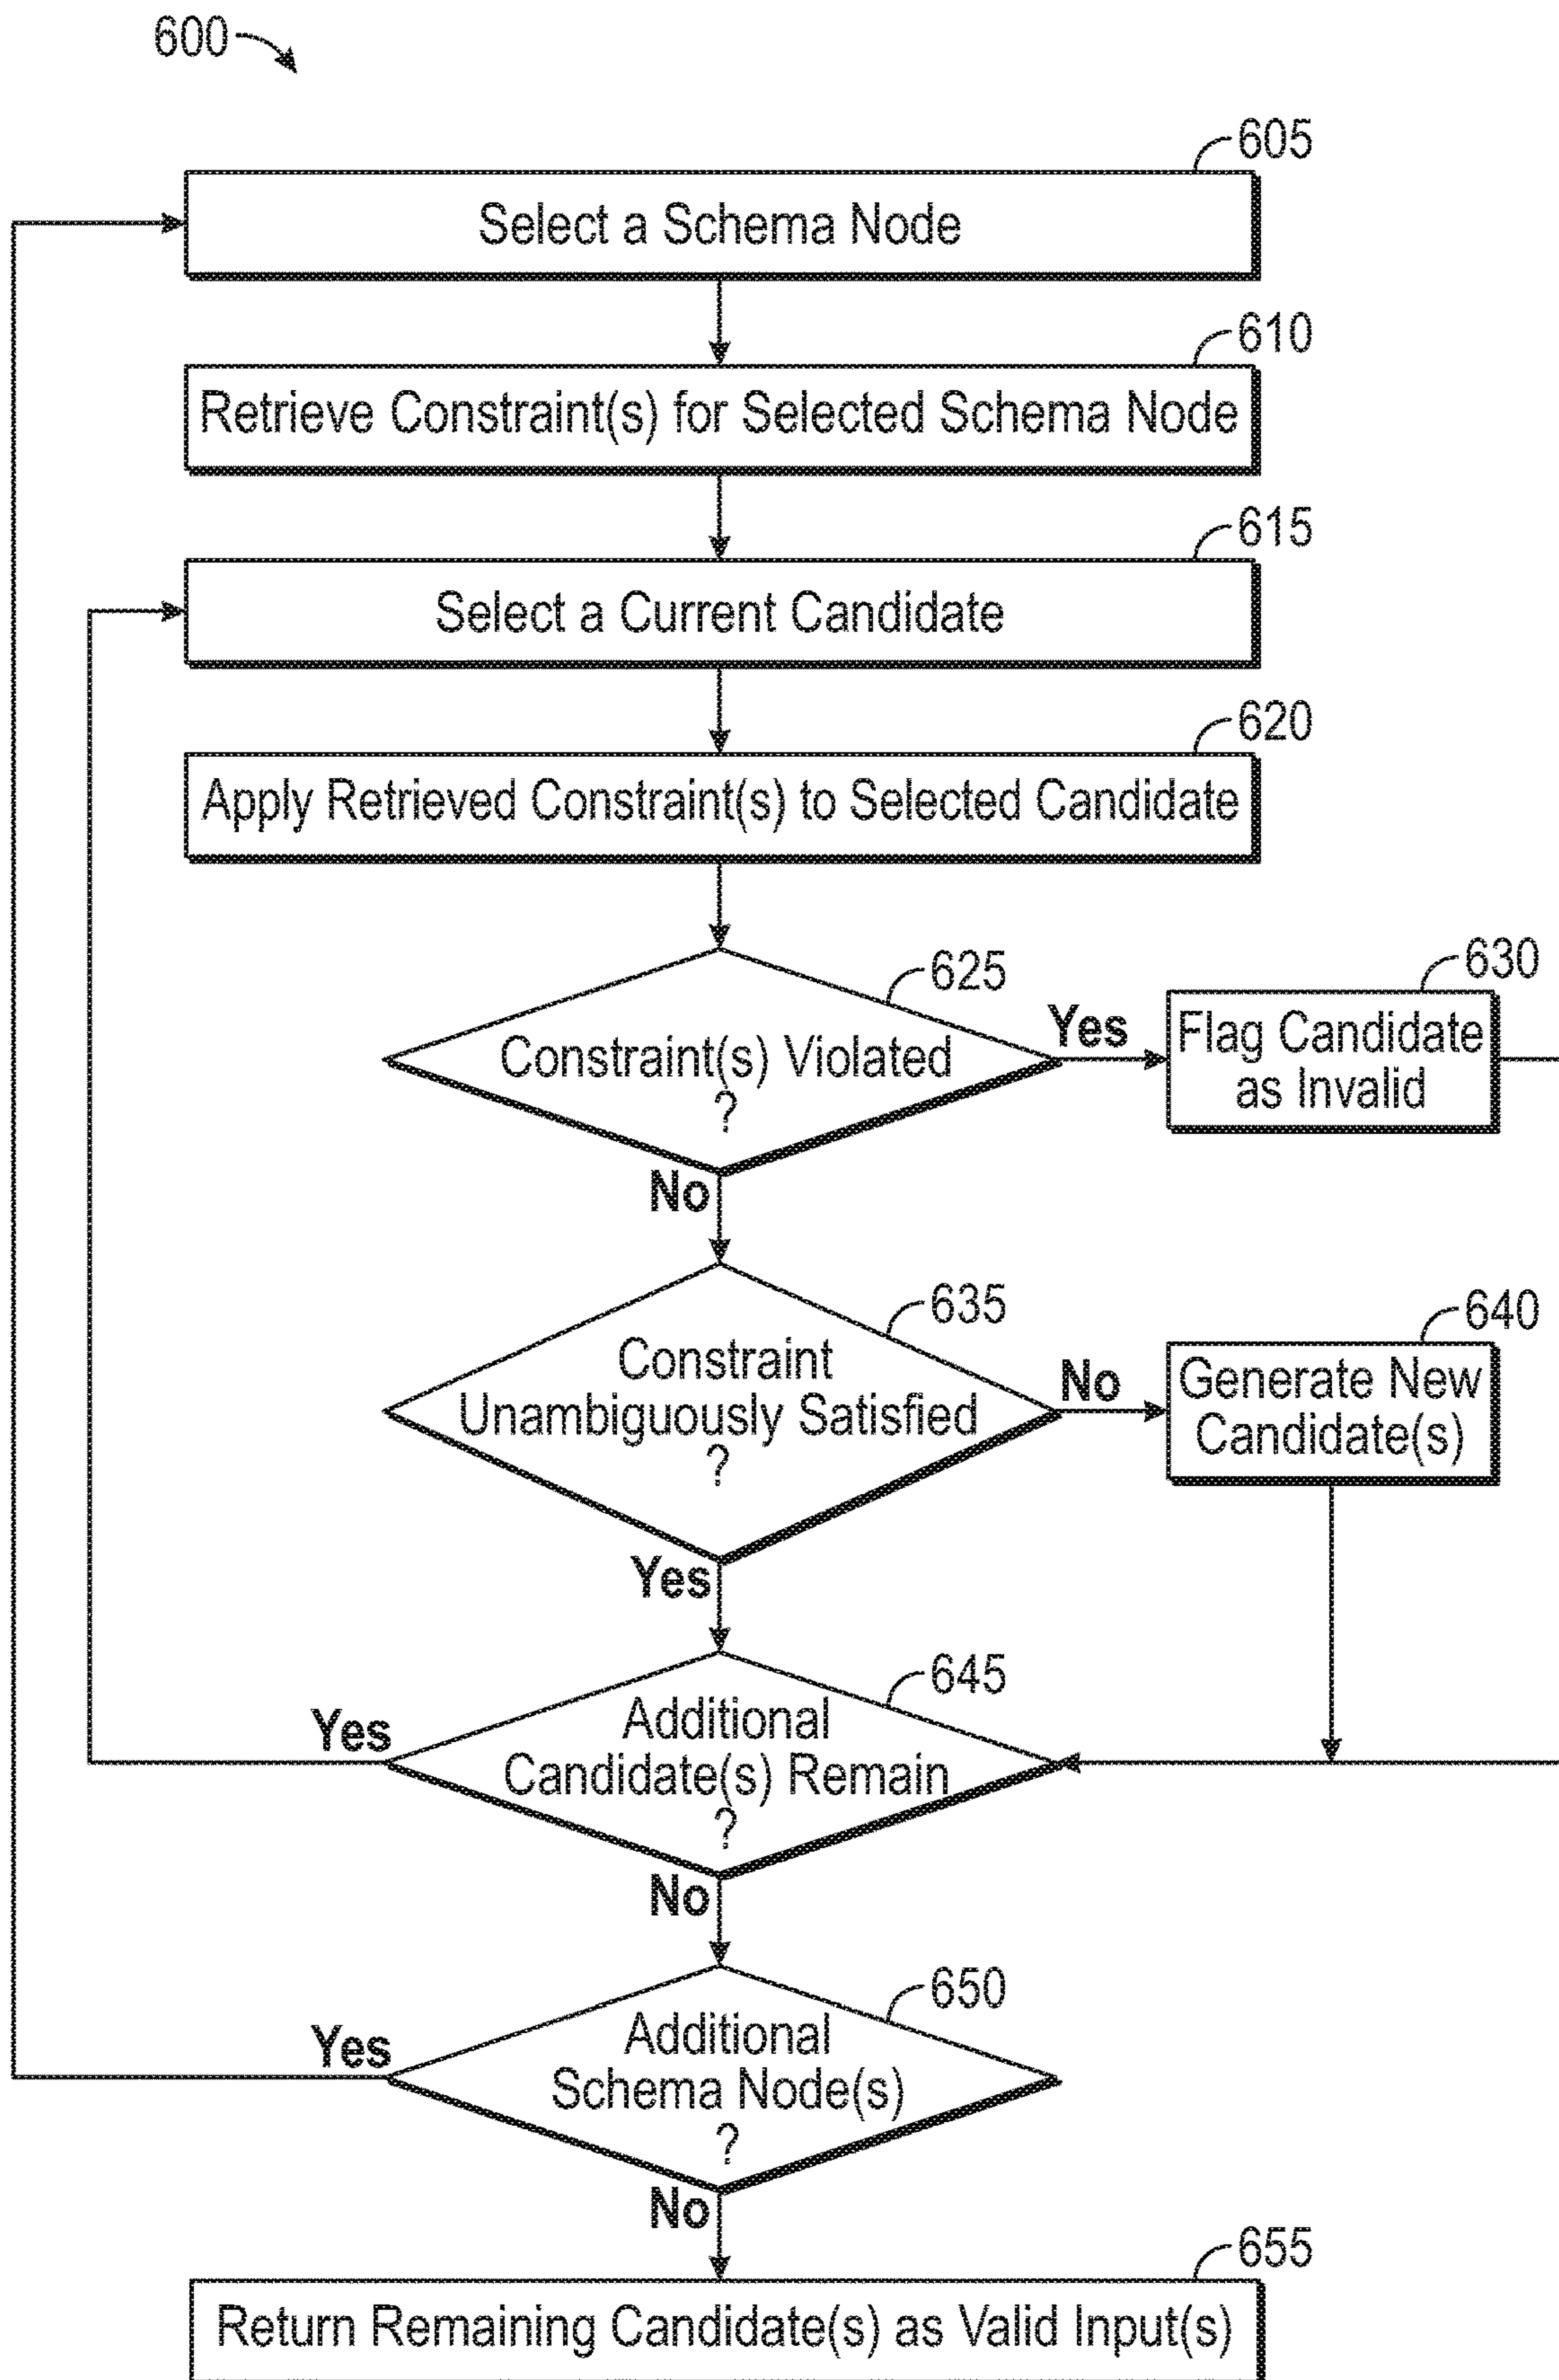 600
605
Select a Schema Node
610
Retrieve Constraint(s) for Selected Schema Node
615
Select a Current Candidate
620
Apply Retrieved Constraint(s) to Selected Candidate
625
Constraint(s) Violated
?
Yes
630
Flag Candidate
as Invalid
No
635
Constraint
Unambiguously Satisfied
?
No
640
Generate New
Candidate(s)
Yes
645
Additional
Candidate(s) Remain
?
Yes
No
650
Additional
Schema Node(s)
?
Yes
No
655
Return Remaining Candidate(s) as Valid Input(s)